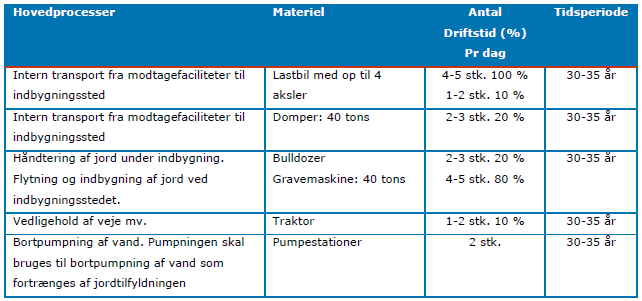 Hovedprocesser Materiel Antal Tidsperiode
Driftstid (%)
Pr dag
Intern transport fra modtagefaciliteter til Lastbil med op til 4 4-5 stk. 100 % 30-35 år
indbygningssted aksler 1-2 stk. 10 %
Intern transport fra modtagefaciliteter til Domper: 40 tons 2-3 stk. 20 % 30-35 år
indbygningssted
Håndtering af jord under indbygning. Bulldozer 2-3 stk. 20 % 30-35 år
Flytning og indbygning af jord ved Gravemaskine: 40 tons 4-5 stk. 80 %
indbygningsstedet.
Vedligehold af veje mv. Traktor 1-2 stk. 10 % 30-35 år
Bortpumpning af vand. Pumpningen skal Pumpestationer 2 stk. 30-35 år
bruges til bortpumpning af vand som
fortrænges af jordtilfyldningen